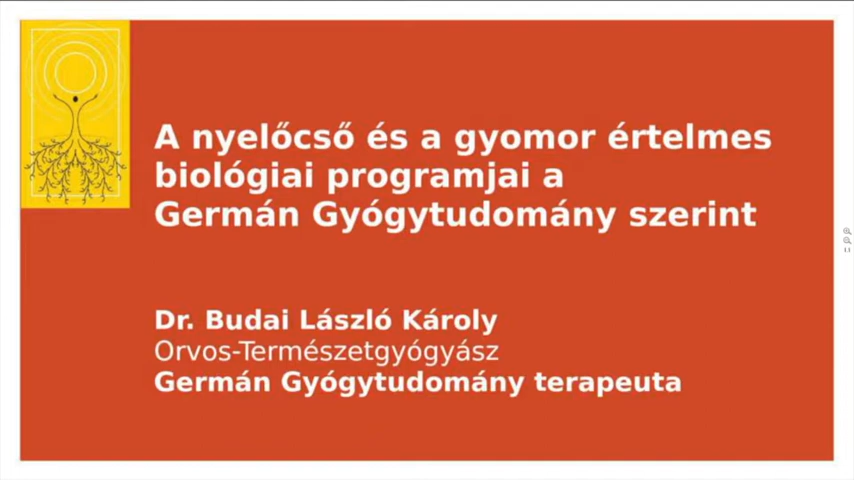 A nyelőcső és a gyomor értelmes
biológiai programjai a
Germán Gyógytudomány szerint
Dr. Budai László Károly
Orvos-Természetgyógyász
Germán Gyógytudomány terapeuta